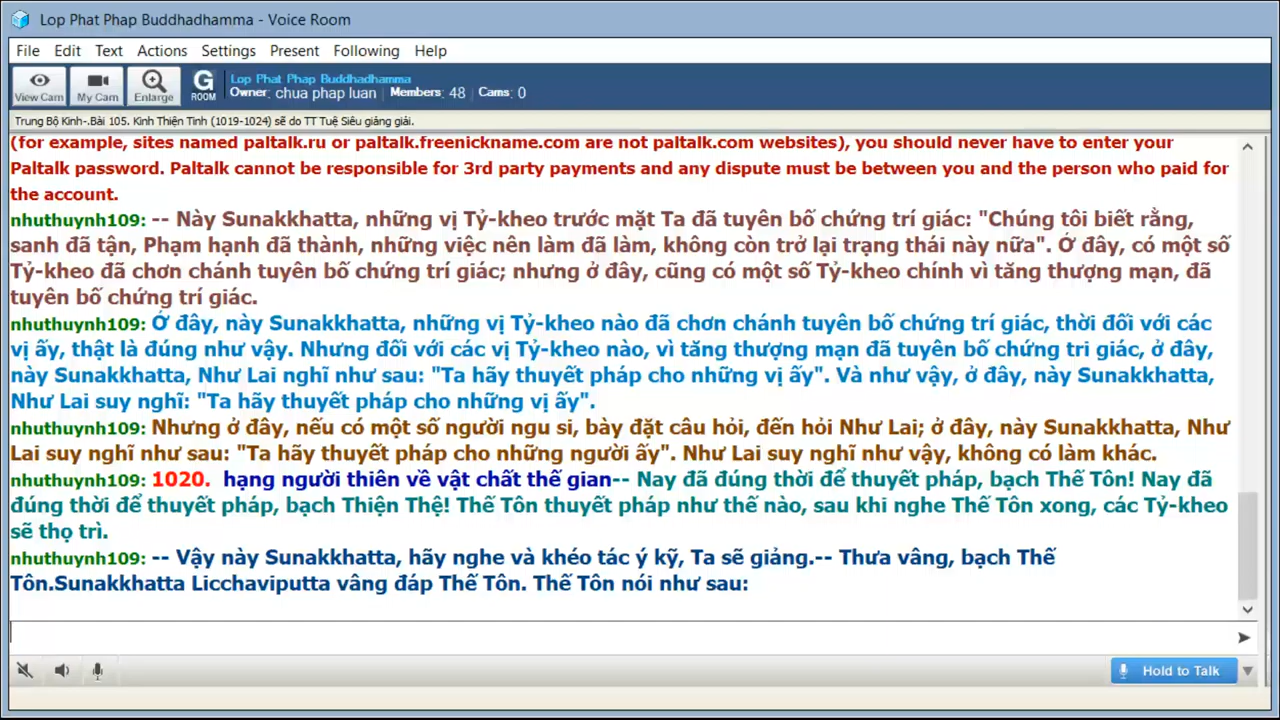 Lop Phat Phap Buddhadhamma - Voice Room
File Edit Text Actions Settings Present Following Help
View Cam My Cam Enlarge G ROOM Lop Phat Phap Buddhadhamma
Owner: chua phap luan | Members: 48 | Cams: 0
Trung Bộ Kinh-.Bài 105. Kinh Thiện Tinh (1019-1024) sẽ do TT Tuệ Siêu giảng giải.
(for example, sites named paltalk.ru or paltalk.freenickname.com are not paltalk.com websites), you should never have to enter your
Paltalk password. Paltalk cannot be responsible for 3rd party payments and any dispute must be between you and the person who paid for
the account.
nhuthuynh109: -- Này Sunakkhatta, những vị Tỷ-kheo trước mặt Ta đã tuyên bố chứng trí giác: "Chúng tôi biết rằng,
sanh đã tận, Phạm hạnh đã thành, những việc nên làm đã làm, không còn trở lại trạng thái này nữa". Ở đây, có một số
Tỷ-kheo đã chơn chánh tuyên bố chứng trí giác; nhưng ở đây, cũng có một số Tỷ-kheo chính vì tăng thượng mạn, đã
tuyên bố chứng trí giác.
nhuthuynh109: Ở đây, này Sunakkhatta, những vị Tỷ-kheo nào đã chơn chánh tuyên bố chứng trí giác, thời đối với các
vị ấy, thật là đúng như vậy. Nhưng đối với các vị Tỷ-kheo nào, vì tăng thượng mạn đã tuyên bố chứng tri giác, ở đây,
này Sunakkhatta, Như Lai nghĩ như sau: "Ta hãy thuyết pháp cho những vị ấy". Và như vậy, ở đây, này Sunakkhatta,
Như Lai suy nghĩ: "Ta hãy thuyết pháp cho những vị ấy".
nhuthuynh109: Nhưng ở đây, nếu có một số người ngu si, bày đặt câu hỏi, đến hỏi Như Lai; ở đây, này Sunakkhatta, Như
Lai suy nghĩ như sau: "Ta hãy thuyết pháp cho những người ấy". Như Lai suy nghĩ như vậy, không có làm khác.
nhuthuynh109: 1020. hạng người thiên về vật chất thế gian-- Nay đã đúng thời để thuyết pháp, bạch Thế Tôn! Nay đã
đúng thời để thuyết pháp, bạch Thiện Thệ! Thế Tôn thuyết pháp như thế nào, sau khi nghe Thế Tôn xong, các Tỷ-kheo
sẽ thọ trì.
nhuthuynh109: -- Vậy này Sunakkhatta, hãy nghe và khéo tác ý kỹ, Ta sẽ giảng.-- Thưa vâng, bạch Thế
Tôn.Sunakkhatta Licchaviputta vâng đáp Thế Tôn. Thế Tôn nói như sau:
Hold to Talk